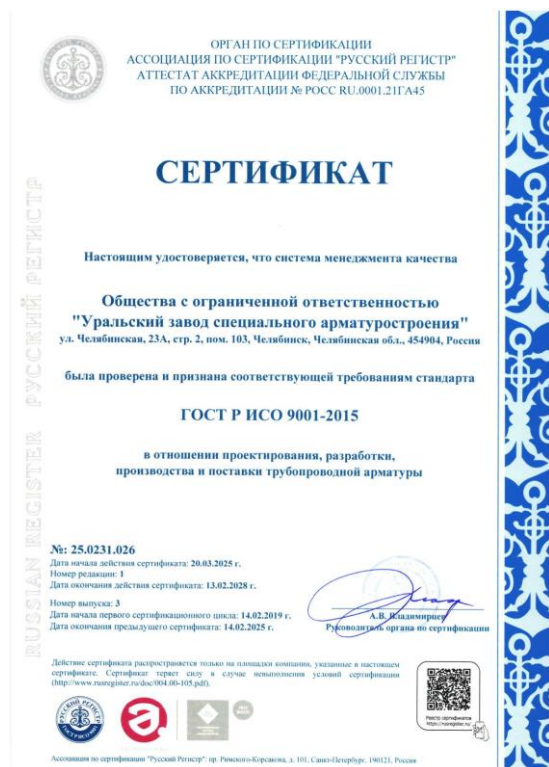 ОРГАН ПО СЕРТИФИКАЦИИ
АССОЦИАЦИЯ ПО СЕРТИФИКАЦИИ "РУССКИЙ РЕГИСТР"
АТТЕСТАТ АККРЕДИТАЦИИ ФЕДЕРАЛЬНОЙ СЛУЖБЫ
ПО АККРЕДИТАЦИИ № РОСС RU.0001.21ГА45
СЕРТИФИКАТ
Настоящим удостоверяется, что система менеджмента качества
Общества с ограниченной ответственностью
"Уральский завод специального арматуростроения"
ул. Челябинская, 23А, стр. 2, пом. 103, Челябинск, Челябинская обл., 454904, Россия
была проверена и признана соответствующей требованиям стандарта
ГОСТ Р ИСО 9001-2015
в отношении проектирования, разработки,
производства и поставки трубопроводной арматуры
№: 25.0231.026
Дата начала действия сертификата: 20.03.2025 г.
Номер редакции: 1
Дата окончания действия сертификата: 13.02.2028 г.
Номер выпуска: 3
Дата начала первого сертификационного цикла: 14.02.2019 г.
Дата окончания предыдущего сертификата: 14.02.2025 г.
А.В. Владимирцев
Руководитель органа по сертификации
Действие сертификата распространяется только на площадки компании, указанные в настоящем
сертификате. Сертификат теряет силу в случае невыполнения условий сертификации
(http://www.rusregister.ru/doc/004.00-105.pdf).
Реестр сертификатов
https://rusregister.ru/
Ассоциация по сертификации "Русский Регистр": пр. Римского-Корсакова, д. 101, Санкт-Петербург, 190121, Россия
RUSSIAN REGISTER РУССКИЙ РЕГИСТР